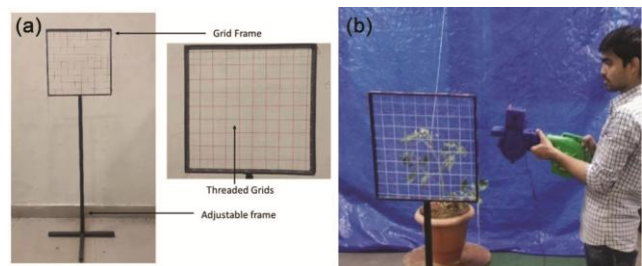 (a)
Grid Frame
Threaded Grids
Adjustable frame
(b)